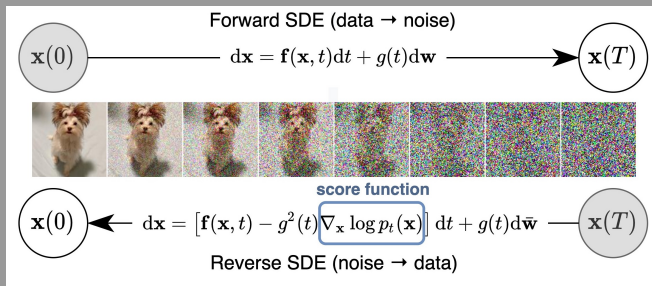 Forward SDE (data → noise)
x(0) dx = f(x, t)dt + g(t)dw x(T)
score function
x(0) dx = [f(x, t) − g²(t)∇ₓ log pₜ(x)] dt + g(t)dw̄ x(T)
Reverse SDE (noise → data)